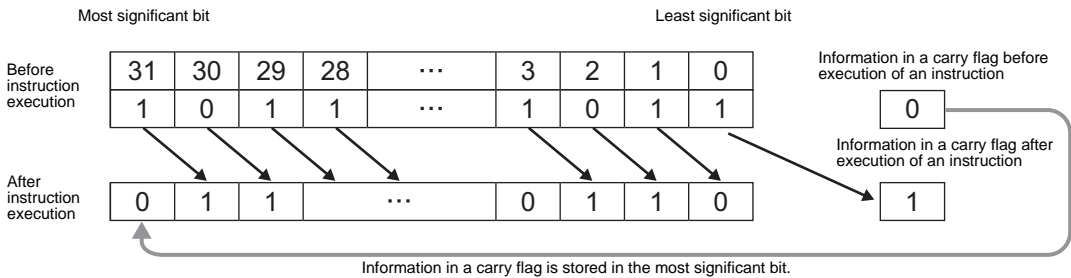 Most significant bit Least significant bit
Before
instruction
execution
31 30 29 28 ... 3 2 1 0
1 0 1 1 ... 1 0 1 1
Information in a carry flag before
execution of an instruction
0
Information in a carry flag after
execution of an instruction
After
instruction
execution
0 1 1 ... 0 1 1 0
1
Information in a carry flag is stored in the most significant bit.